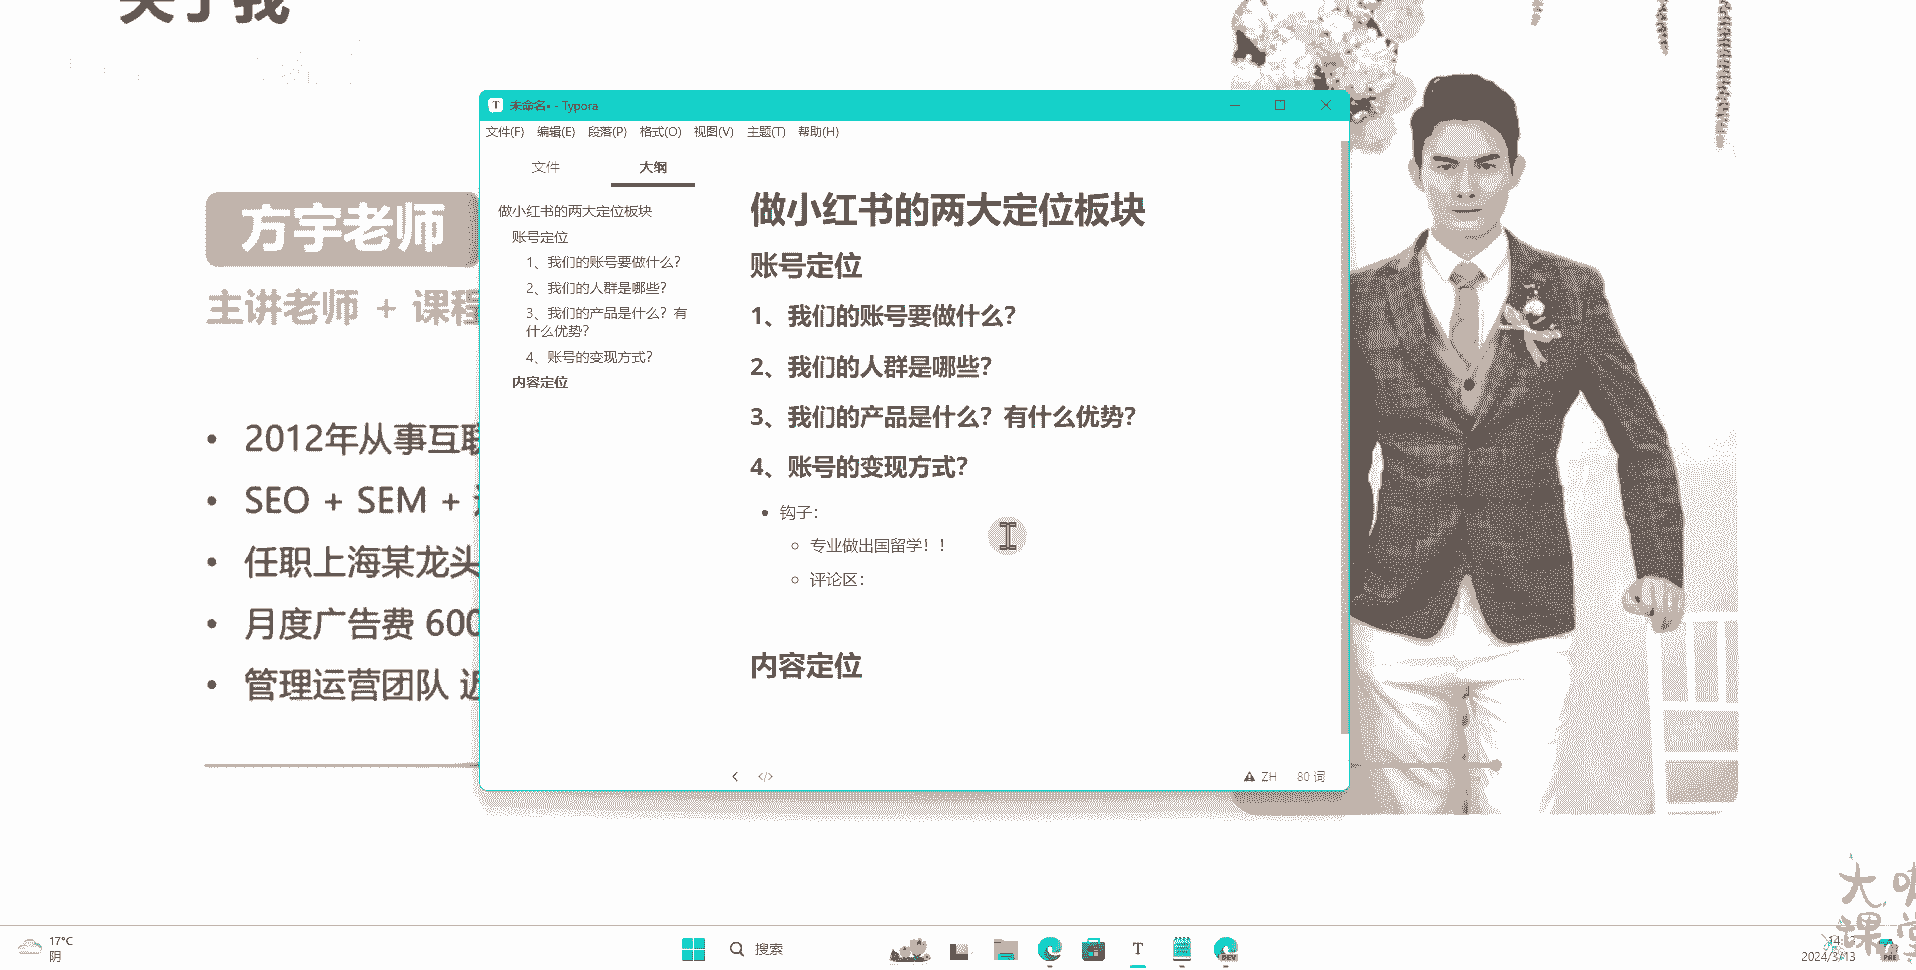 关于我
方宇老师
主讲老师 + 课程
• 2012年从事互联
• SEO + SEM +
• 任职上海某龙头
• 月度广告费 600
• 管理运营团队 近
未命名• - Typora
文件(F) 编辑(E) 段落(P) 格式(O) 视图(V) 主题(T) 帮助(H)
文件 大纲
做小红书的两大定位板块
账号定位
1、我们的账号要做什么?
2、我们的人群是哪些?
3、我们的产品是什么? 有
什么优势?
4、账号的变现方式?
内容定位
做小红书的两大定位板块
账号定位
1、我们的账号要做什么?
2、我们的人群是哪些?
3、我们的产品是什么? 有什么优势?
4、账号的变现方式?
• 钩子:
◦ 专业做出国留学! !
◦ 评论区:
内容定位
ZH 80 词
17°C
阴
搜索
DEV
2024/3/13
PRE
大咖
课堂